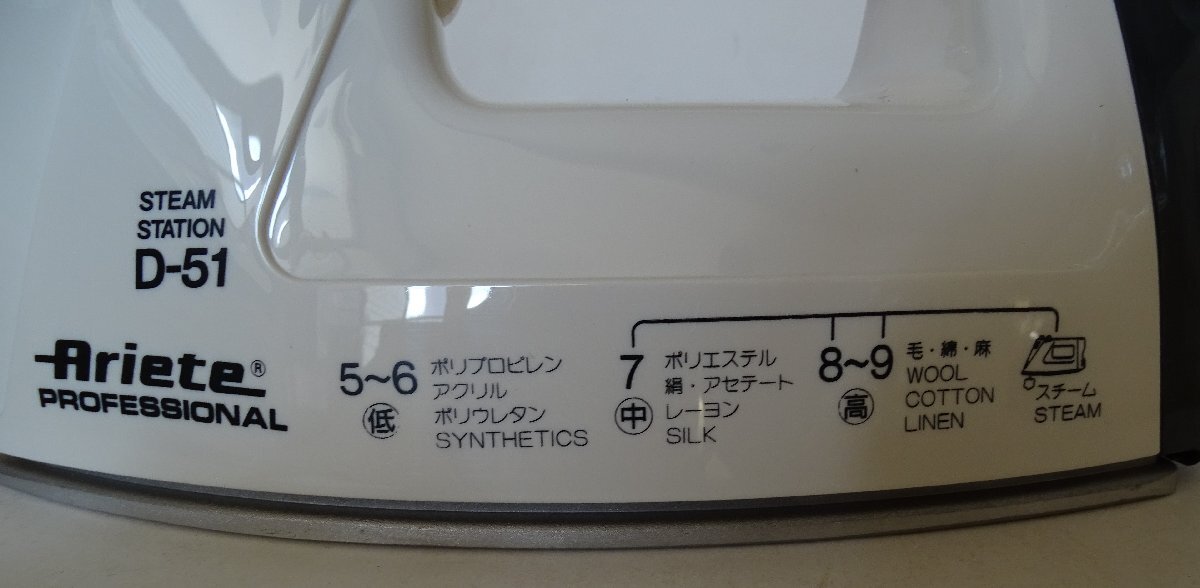 STEAM
STATION
D-51
Ariete®
PROFESSIONAL
5~6
低
ポリプロピレン
アクリル
ポリウレタン
SYNTHETICS
7
中
ポリエステル
絹・アセテート
レーヨン
SILK
8~9
高
毛・綿・麻
WOOL
COTTON
LINEN
スチーム
STEAM